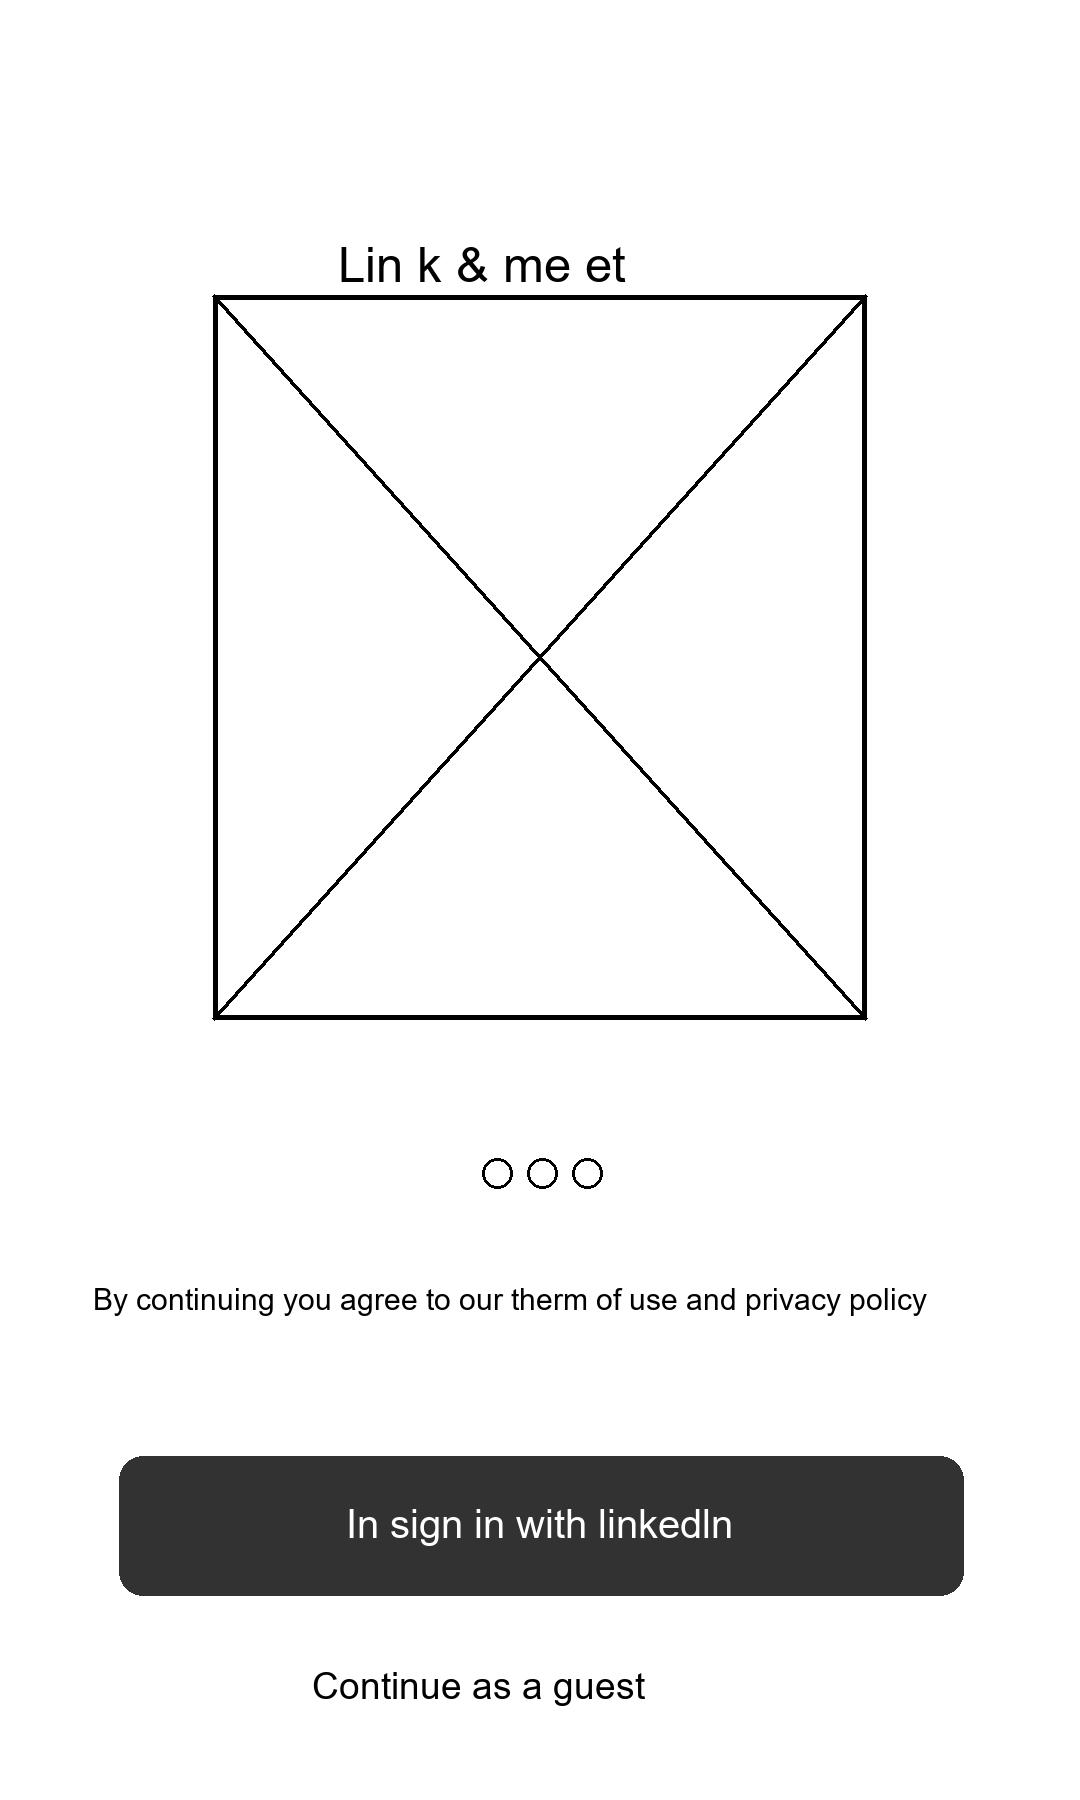 Lin k & me et
By continuing you agree to our therm of use and privacy policy
In sign in with linkedln
Continue as a guest